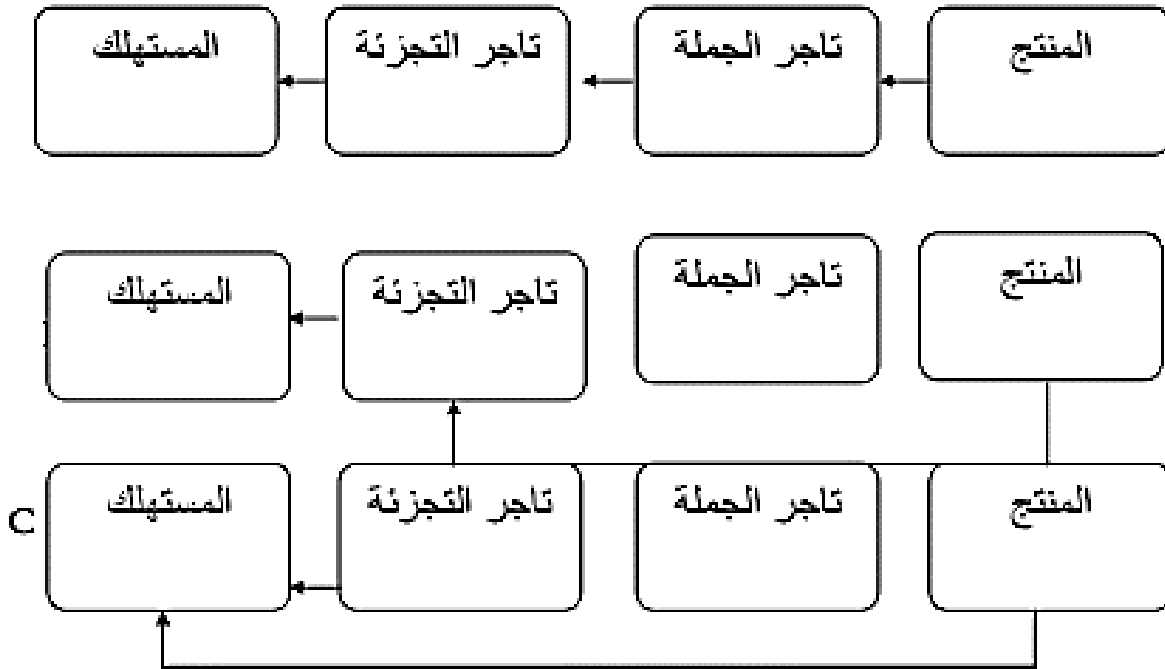 المنتج
تاجر الجملة
تاجر التجزئة
المستهلك
المنتج
تاجر الجملة
تاجر التجزئة
المستهلك
المنتج
تاجر الجملة
تاجر التجزئة
المستهلك
C